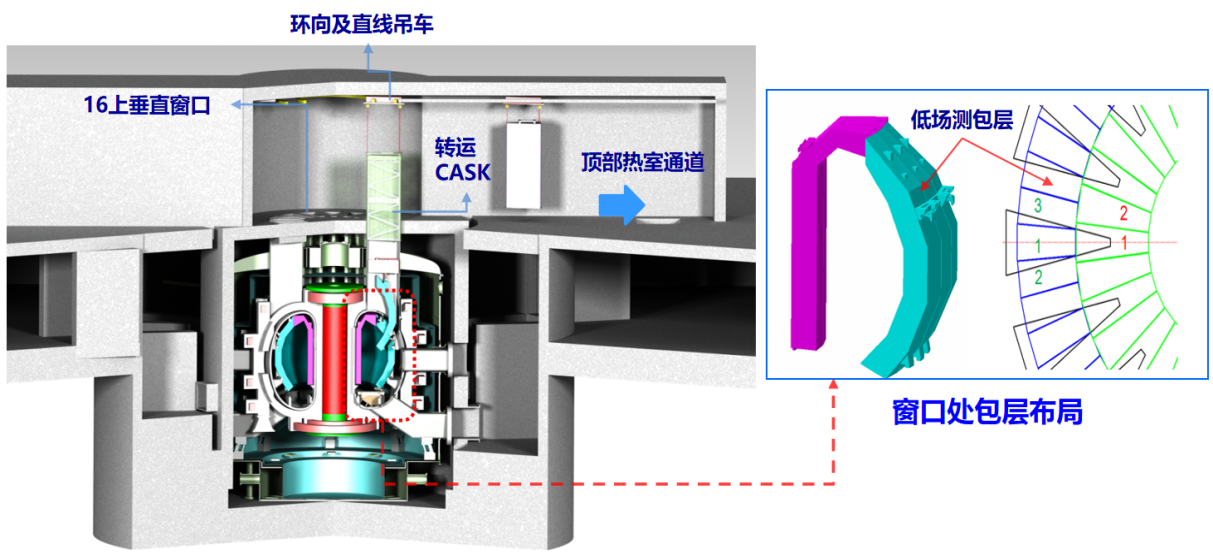 环向及直线吊车
16上垂直窗口
转运
CASK
顶部热室通道
低场测包层
3
2
1
1
2
窗口处包层布局